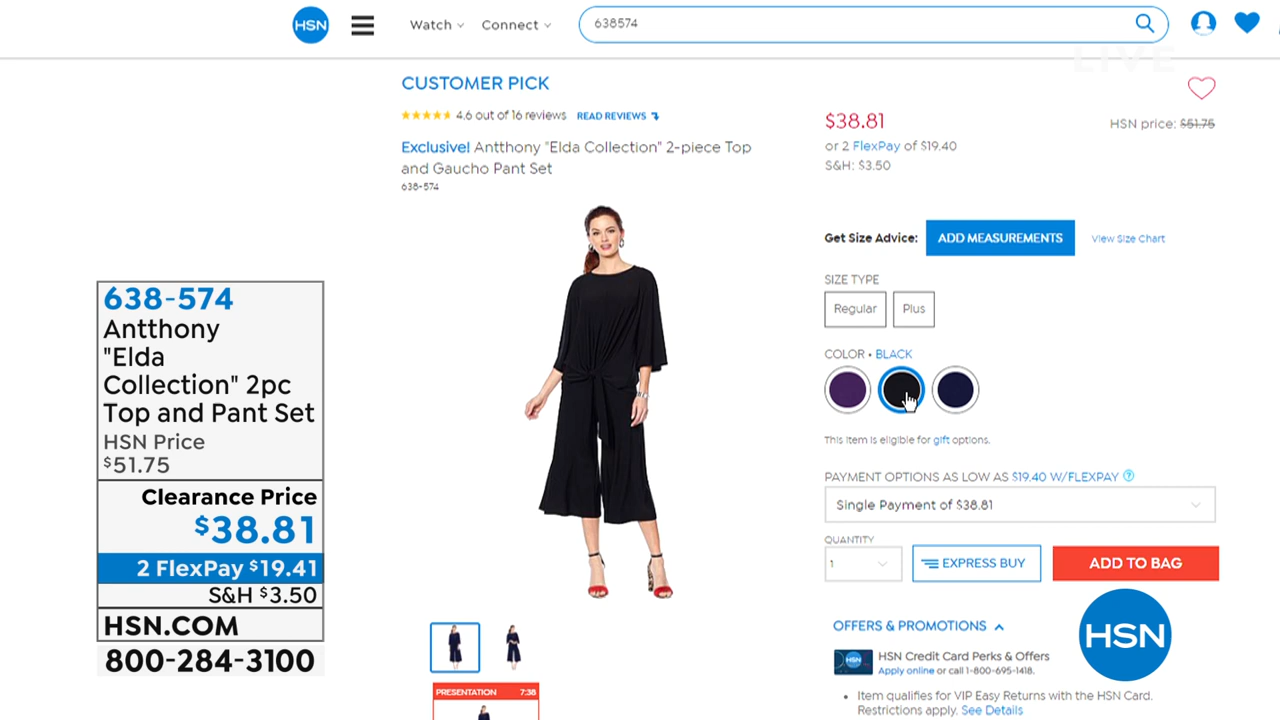 HSN
Watch
Connect
638574
LIVE
CUSTOMER PICK
4.6 out of 16 reviews READ REVIEWS
Exclusive! Antthony "Elda Collection" 2-piece Top
and Gaucho Pant Set
638-574
$38.81
HSN price: $51.75
or 2 FlexPay of $19.40
S&H: $3.50
Get Size Advice:
ADD MEASUREMENTS
View Size Chart
SIZE TYPE
Regular
Plus
COLOR • BLACK
This item is eligible for gift options.
PAYMENT OPTIONS AS LOW AS $19.40 W/FLEXPAY ?
Single Payment of $38.81
QUANTITY
1
EXPRESS BUY
ADD TO BAG
OFFERS & PROMOTIONS
HSN
HSN Credit Card Perks & Offers
Apply online or call 1-800-695-1418.
• Item qualifies for VIP Easy Returns with the HSN Card.
Restrictions apply. See Details
PRESENTATION 7:38
638-574
Antthony
"Elda
Collection" 2pc
Top and Pant Set
HSN Price
$51.75
Clearance Price
$38.81
2 FlexPay $19.41
S&H $3.50
HSN.COM
800-284-3100
HSN